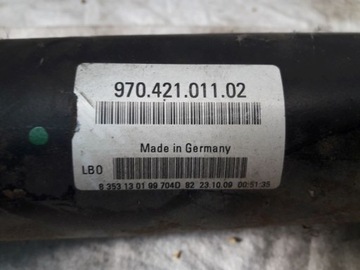 970.421.011.02
Made in Germany
LB0
8 353 13 01 99 704D 82 23.10.09 00:51:35